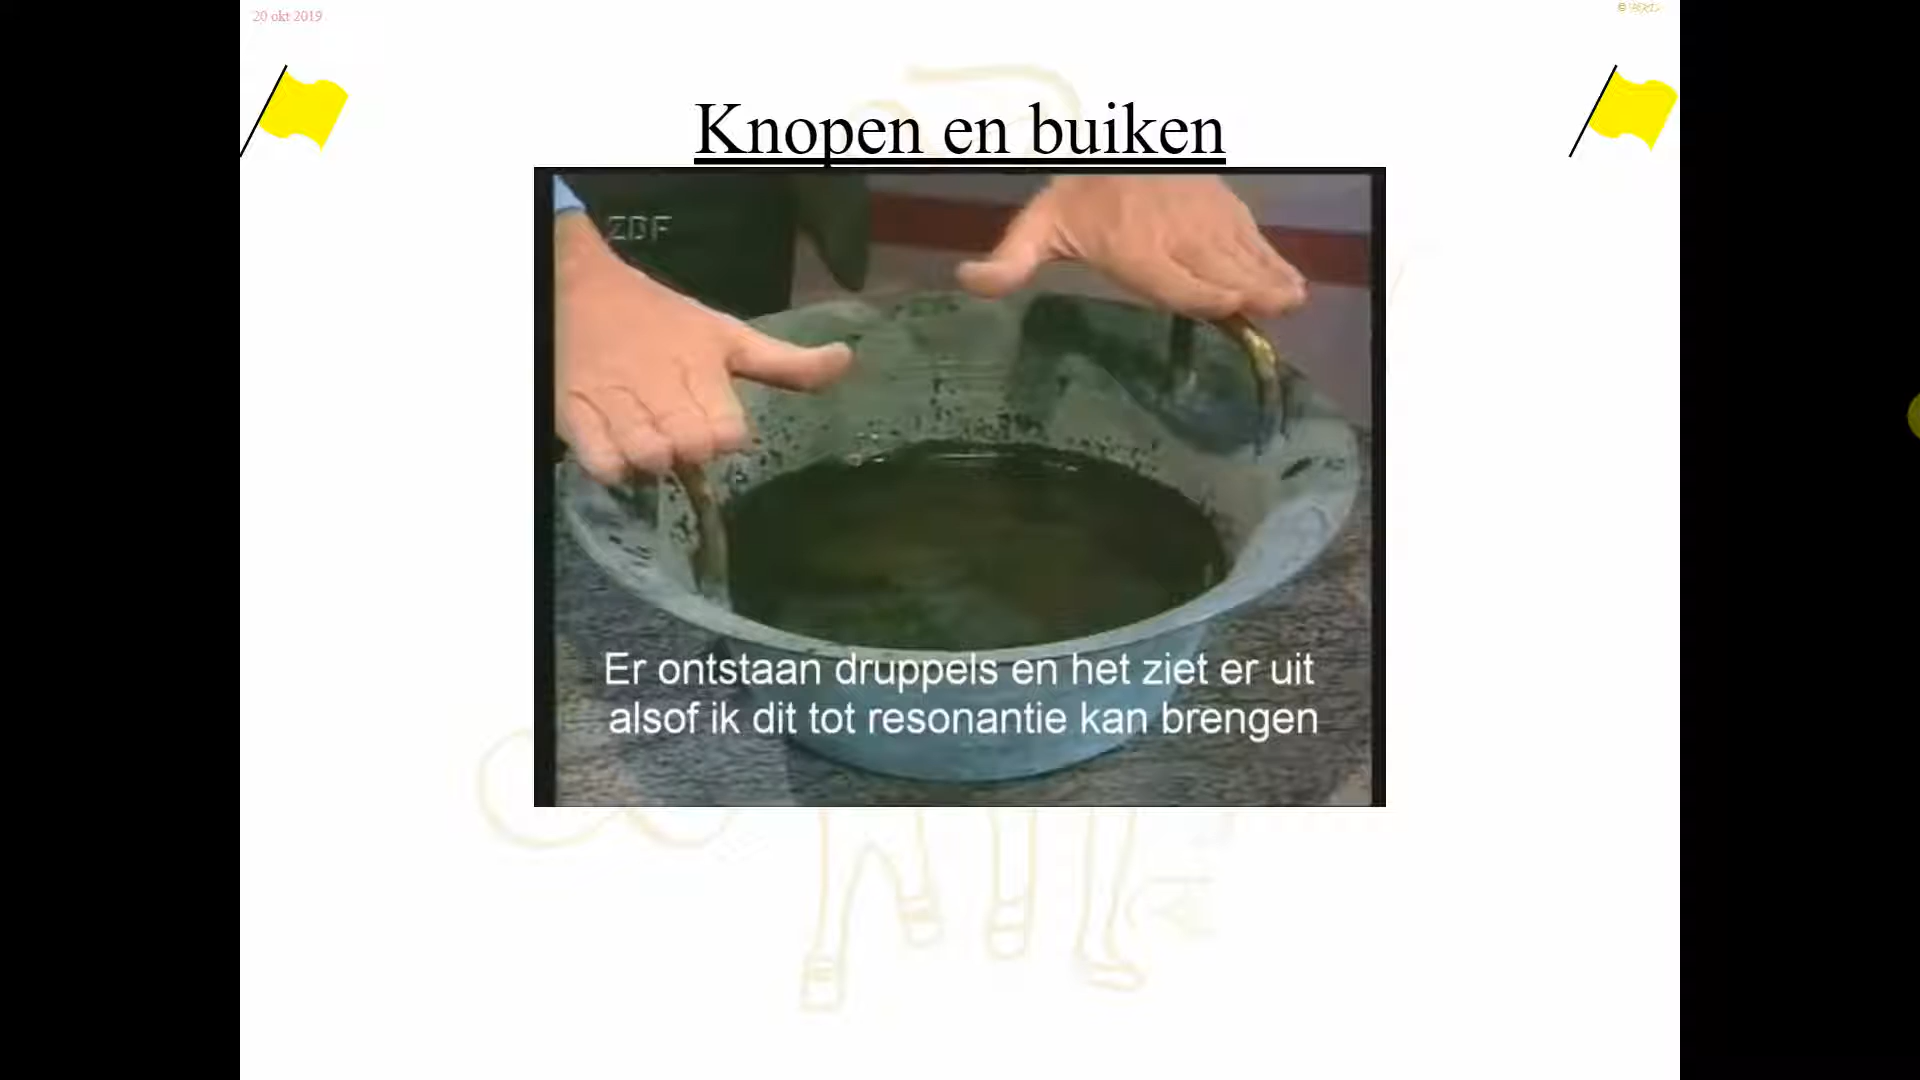 20 okt 2019
Knopen en buiken
ZDF
Er ontstaan druppels en het ziet er uit
alsof ik dit tot resonantie kan brengen